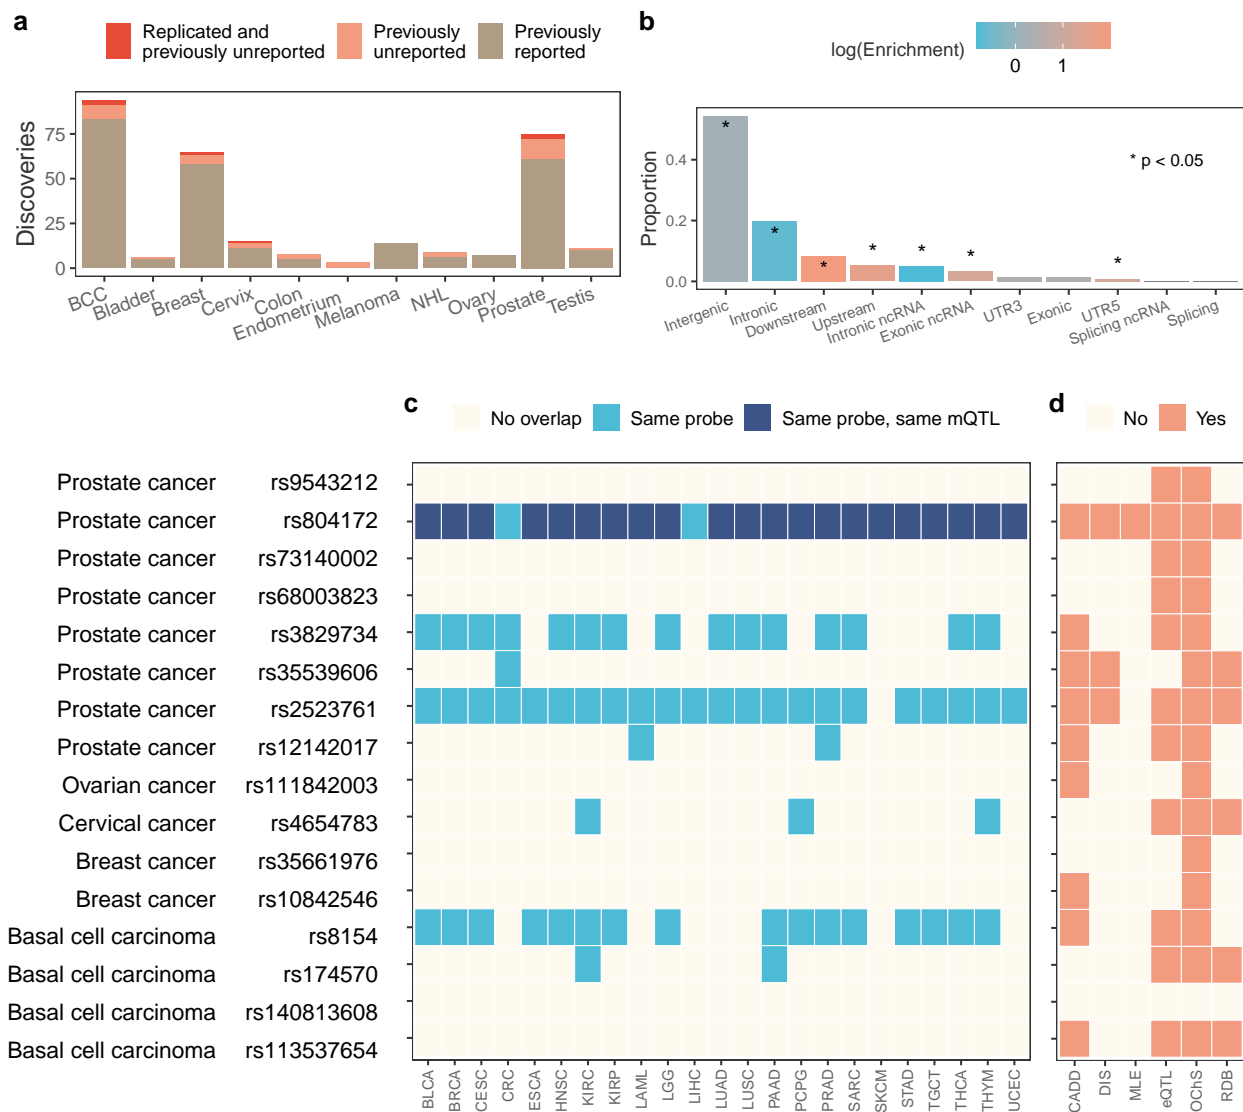 a
Replicated and
previously unreported
Previously
unreported
Previously
reported
Discoveries
75
50
25
0
BCC
Bladder
Breast
Cervix
Colon
Endometrium
Melanoma
NHL
Ovary
Prostate
Testis
b
log(Enrichment)
0 1
Proportion
0.4
0.2
0.0
* * * * * * *
* p < 0.05
Intergenic
Intronic
Downstream
Upstream
Intronic ncRNA
Exonic ncRNA
UTR3
Exonic
UTR5
Splicing ncRNA
Splicing
c
No overlap
Same probe
Same probe, same mQTL
d
No
Yes
Prostate cancer rs9543212
Prostate cancer rs804172
Prostate cancer rs73140002
Prostate cancer rs68003823
Prostate cancer rs3829734
Prostate cancer rs35539606
Prostate cancer rs2523761
Prostate cancer rs12142017
Ovarian cancer rs111842003
Cervical cancer rs4654783
Breast cancer rs35661976
Breast cancer rs10842546
Basal cell carcinoma rs8154
Basal cell carcinoma rs174570
Basal cell carcinoma rs140813608
Basal cell carcinoma rs113537654
BLCA
BRCA
CESC
CRC
ESCA
HNSC
KIRC
KIRP
LAML
LGG
LIHC
LUAD
LUSC
PAAD
PCPG
PRAD
SARC
SKCM
STAD
TGCT
THCA
THYM
UCEC
CADD
DIS
MLE
eQTL
OChS
RDB